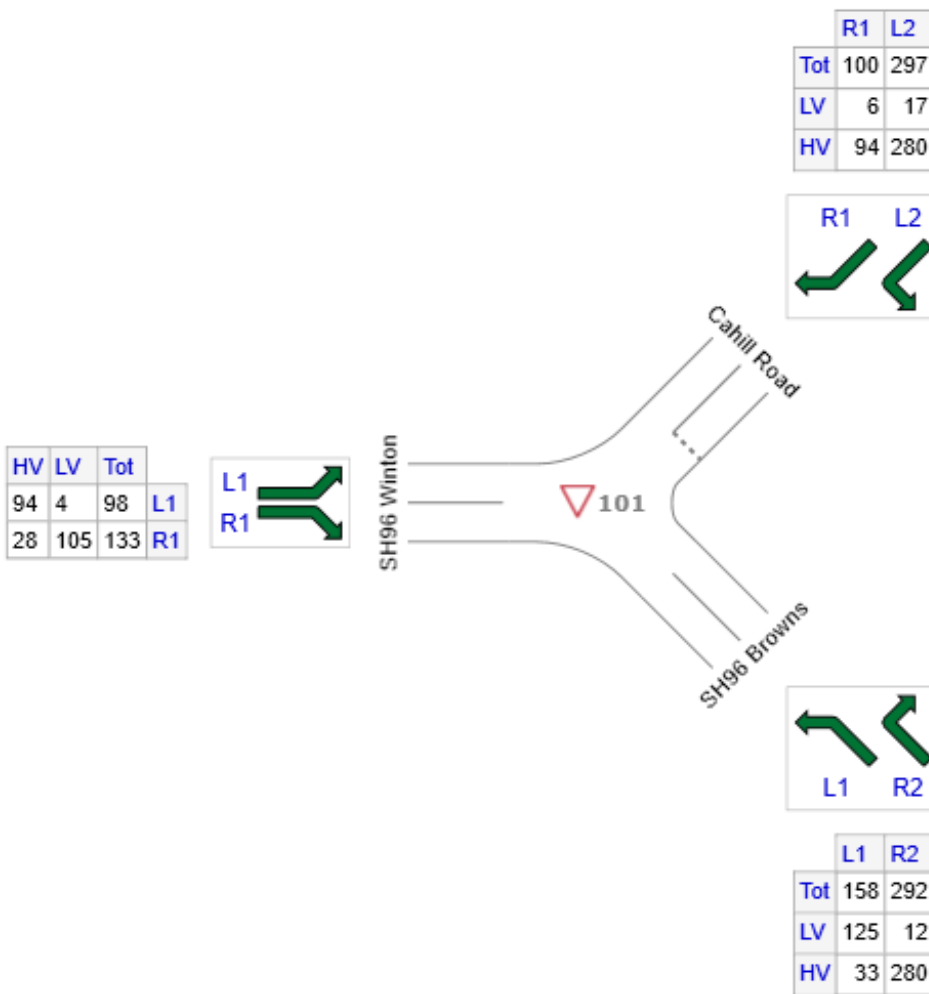 R1 L2
Tot 100 297
LV 6 17
HV 94 280
R1 L2
Cahill Road
HV LV Tot
94 4 98 L1
28 105 133 R1
L1
R1
SH96 Winton
101
SH96 Browns
L1 R2
L1 R2
Tot 158 292
LV 125 12
HV 33 280